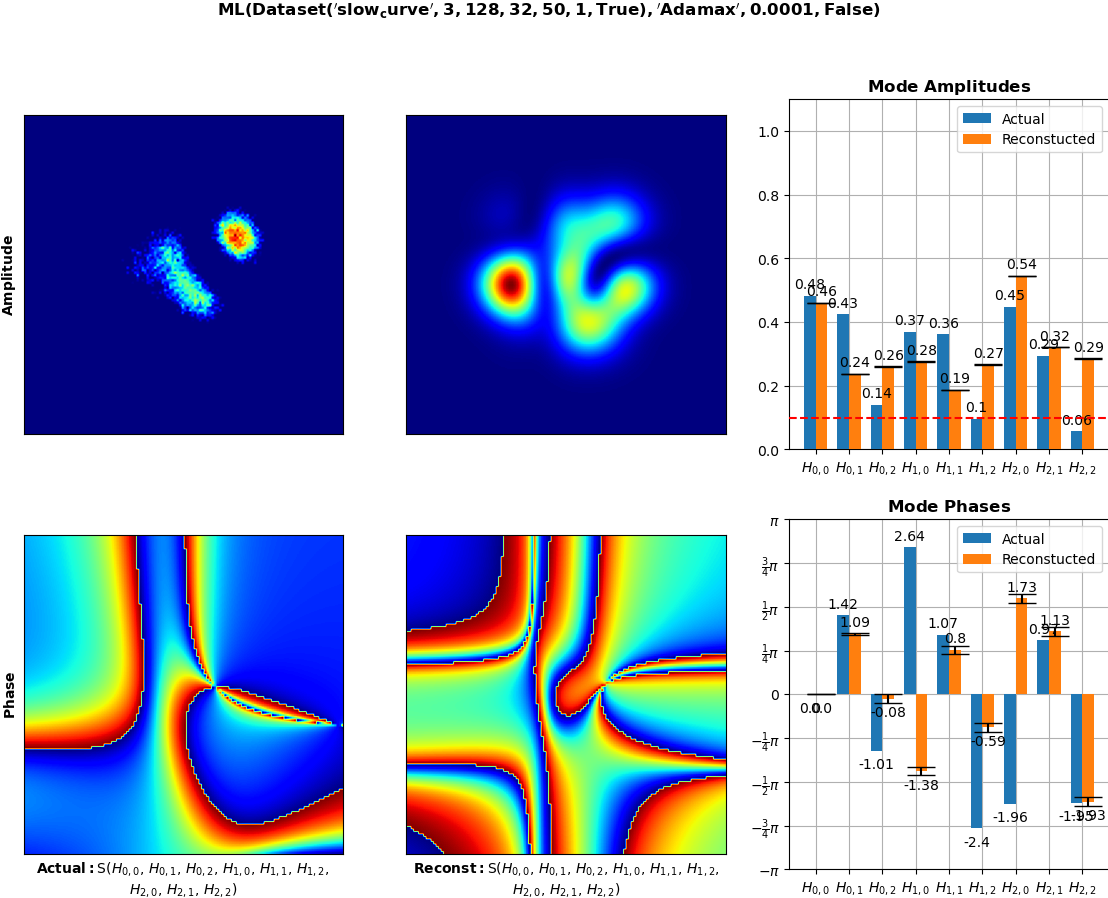 ML(Dataset('slow_curve', 3, 128, 32, 50, 1, True), 'Adamax', 0.0001, False)
Amplitude
Mode Amplitudes
Actual
Reconstucted
1.0
0.8
0.6
0.4
0.2
0.0
0.48
0.46
0.43
0.24
0.14
0.26
0.37
0.28
0.36
0.19
0.1
0.27
0.45
0.54
0.29
0.32
0.06
0.29
H0,0 H0,1 H0,2 H1,0 H1,1 H1,2 H2,0 H2,1 H2,2
Phase
Mode Phases
Actual
Reconstucted
π
3/4π
1/2π
1/4π
0
−1/4π
−1/2π
−3/4π
−π
0.0
0.0
1.42
1.09
-1.01
-0.08
2.64
-1.38
1.07
0.8
-2.4
-0.59
-1.96
1.73
1.13
-1.95
-1.93
H0,0 H0,1 H0,2 H1,0 H1,1 H1,2 H2,0 H2,1 H2,2
Actual: S(H0,0, H0,1, H0,2, H1,0, H1,1, H1,2,
H2,0, H2,1, H2,2)
Reconst: S(H0,0, H0,1, H0,2, H1,0, H1,1, H1,2,
H2,0, H2,1, H2,2)